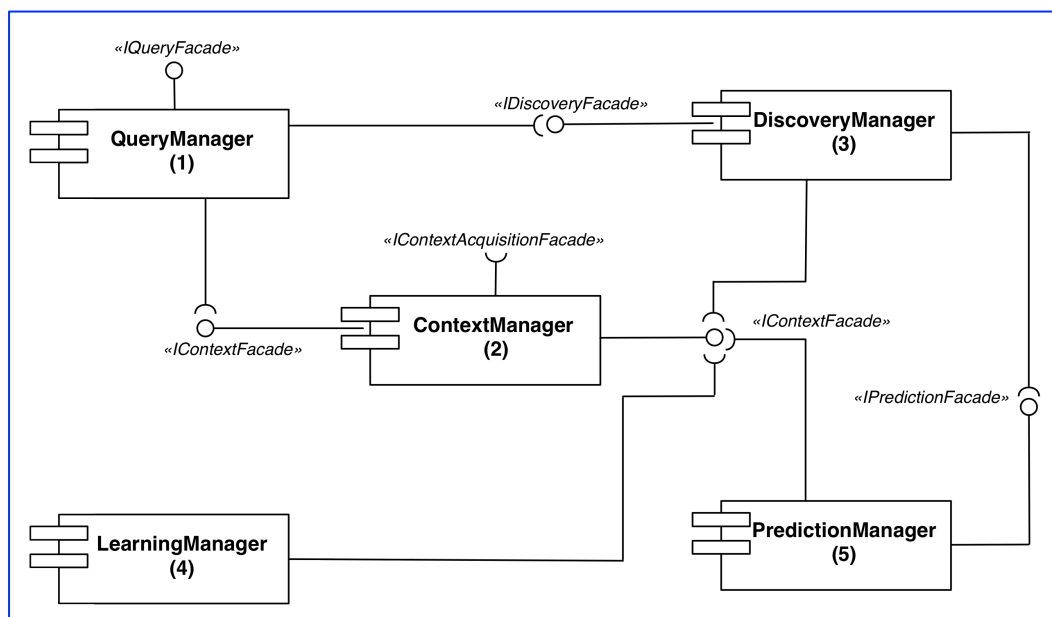 «IQueryFacade»
QueryManager
(1)
«IDiscoveryFacade»
DiscoveryManager
(3)
«IContextAcquisitionFacade»
ContextManager
(2)
«IContextFacade»
«IContextFacade»
«IPredictionFacade»
LearningManager
(4)
PredictionManager
(5)